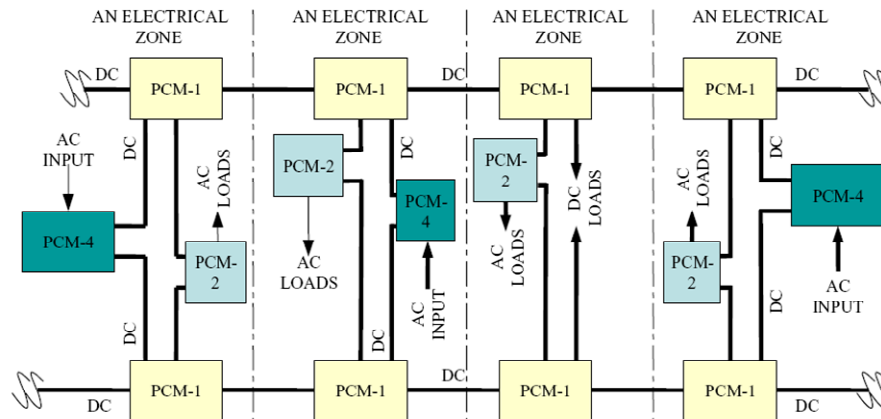 AN ELECTRICAL
ZONE
AN ELECTRICAL
ZONE
AN ELECTRICAL
ZONE
AN ELECTRICAL
ZONE
DC
PCM-1
PCM-1
DC
PCM-1
PCM-1
DC
AC
INPUT
DC
AC
LOADS
PCM-4
PCM-
2
DC
PCM-2
DC
PCM-
4
AC
LOADS
AC
INPUT
DC
PCM-
2
AC
LOADS
DC
LOADS
AC
LOADS
DC
PCM-4
PCM-
2
AC
INPUT
DC
DC
PCM-1
PCM-1
DC
PCM-1
PCM-1
DC